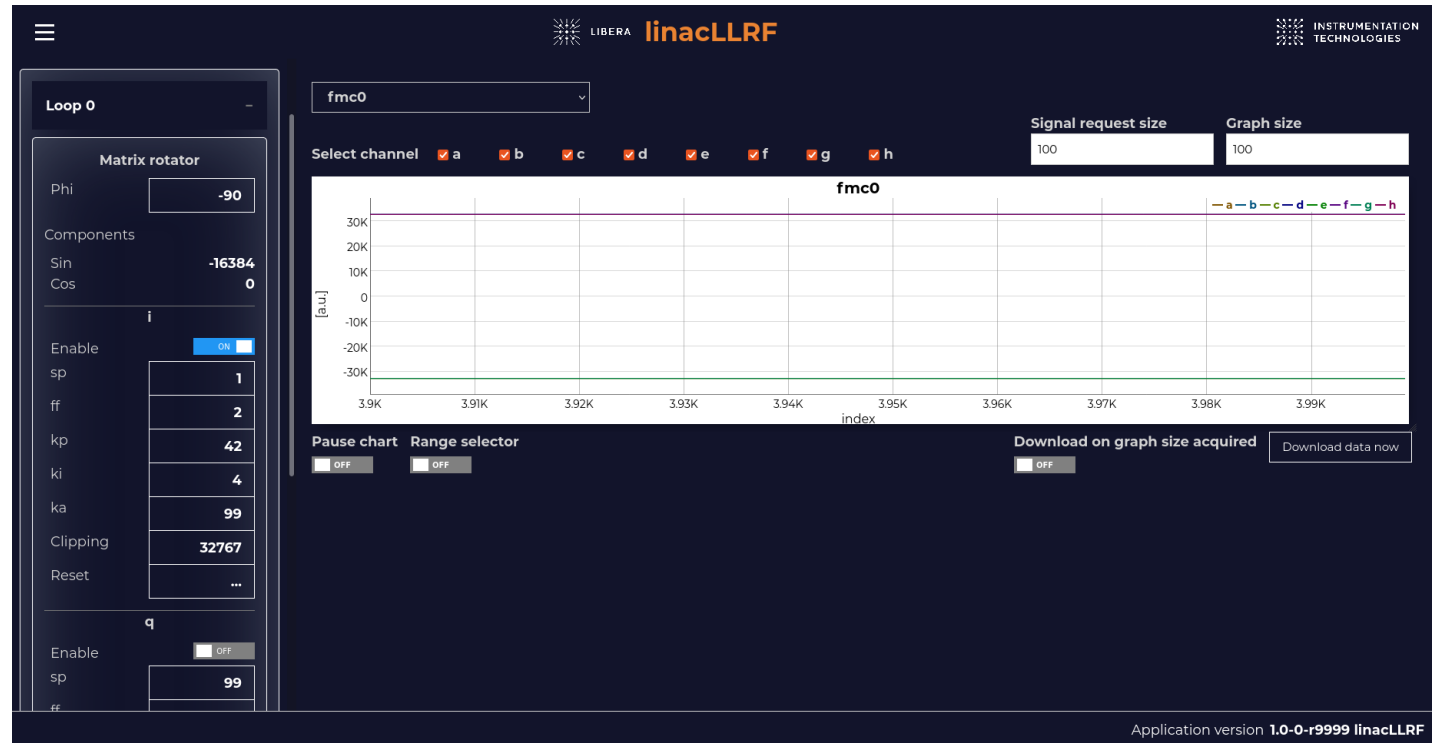 LIBERA linacLLRF
INSTRUMENTATION
TECHNOLOGIES
Loop 0 –
Matrix rotator
Phi -90
Components
Sin -16384
Cos 0
i
Enable ON
sp 1
ff 2
kp 42
ki 4
ka 99
Clipping 32767
Reset ...
q
Enable OFF
sp 99
ff
fmc0
Signal request size Graph size
100 100
Select channel a b c d e f g h
fmc0
a b c d e f g h
30K
20K
10K
0
-10K
-20K
-30K
[a.u.]
3.9K 3.91K 3.92K 3.93K 3.94K 3.95K 3.96K 3.97K 3.98K 3.99K
index
Pause chart Range selector Download on graph size acquired Download data now
OFF OFF OFF
Application version 1.0-0-r9999 linacLLRF